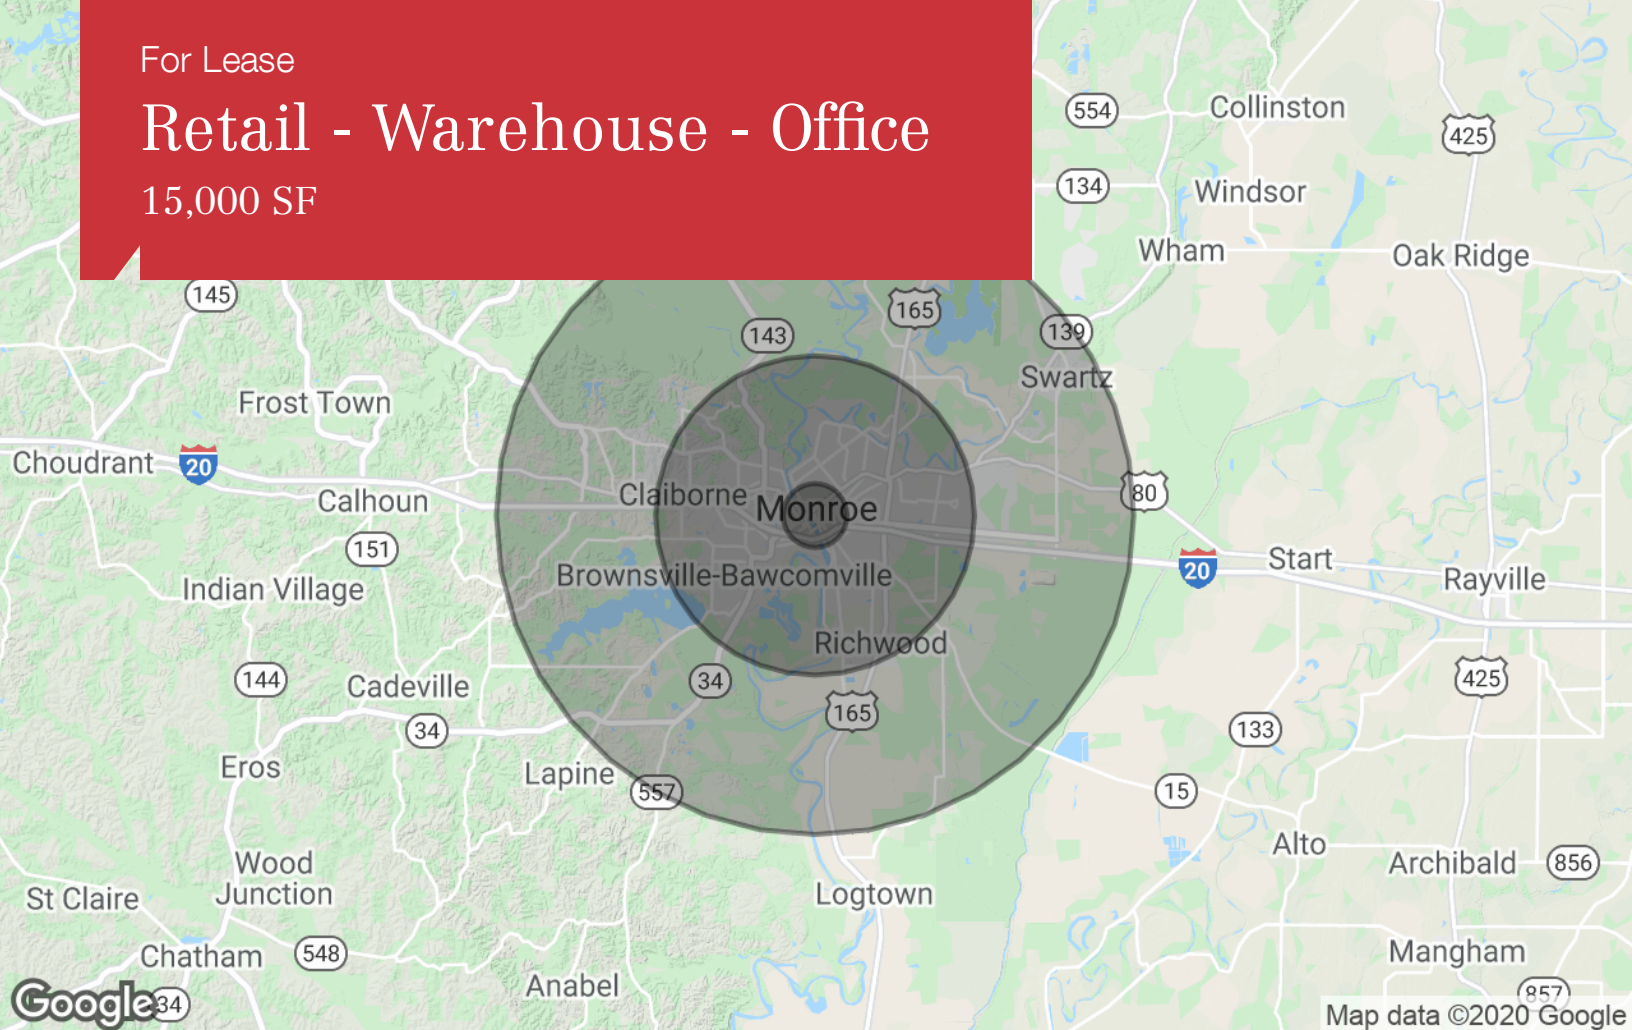 For Lease
Retail - Warehouse - Office
15,000 SF
554
Collinston
425
134
Windsor
Wham
Oak Ridge
145
165
143
139
Swartz
Frost Town
Choudrant
20
Calhoun
Claiborne
Monroe
80
151
Indian Village
Brownsville-Bawcomville
20
Start
Rayville
Richwood
144
Cadeville
34
34
165
425
133
Eros
Lapine
557
15
Alto
Archibald
856
Wood
Junction
St Claire
Logtown
Chatham
548
Mangham
Anabel
857
Google
34
Map data ©2020 Google